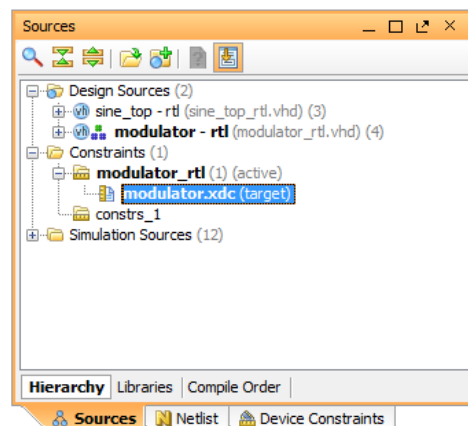 Sources
Design Sources (2)
sine_top - rtl (sine_top_rtl.vhd) (3)
modulator - rtl (modulator_rtl.vhd) (4)
Constraints (1)
modulator_rtl (1) (active)
modulator.xdc (target)
constrs_1
Simulation Sources (12)
Hierarchy Libraries Compile Order
Sources Netlist Device Constraints